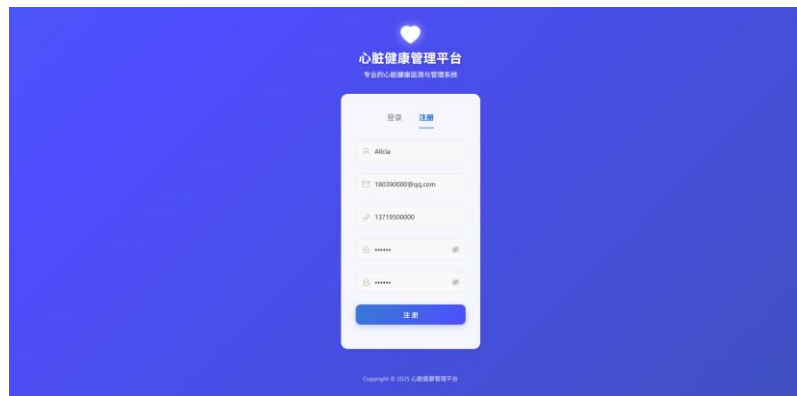 心脏健康管理平台
专业的心脏健康监测与管理系统
登录 注册
Alicia
180390000@qq.com
13719500000
••••••
••••••
注 册
Copyright © 2025 心脏健康管理平台